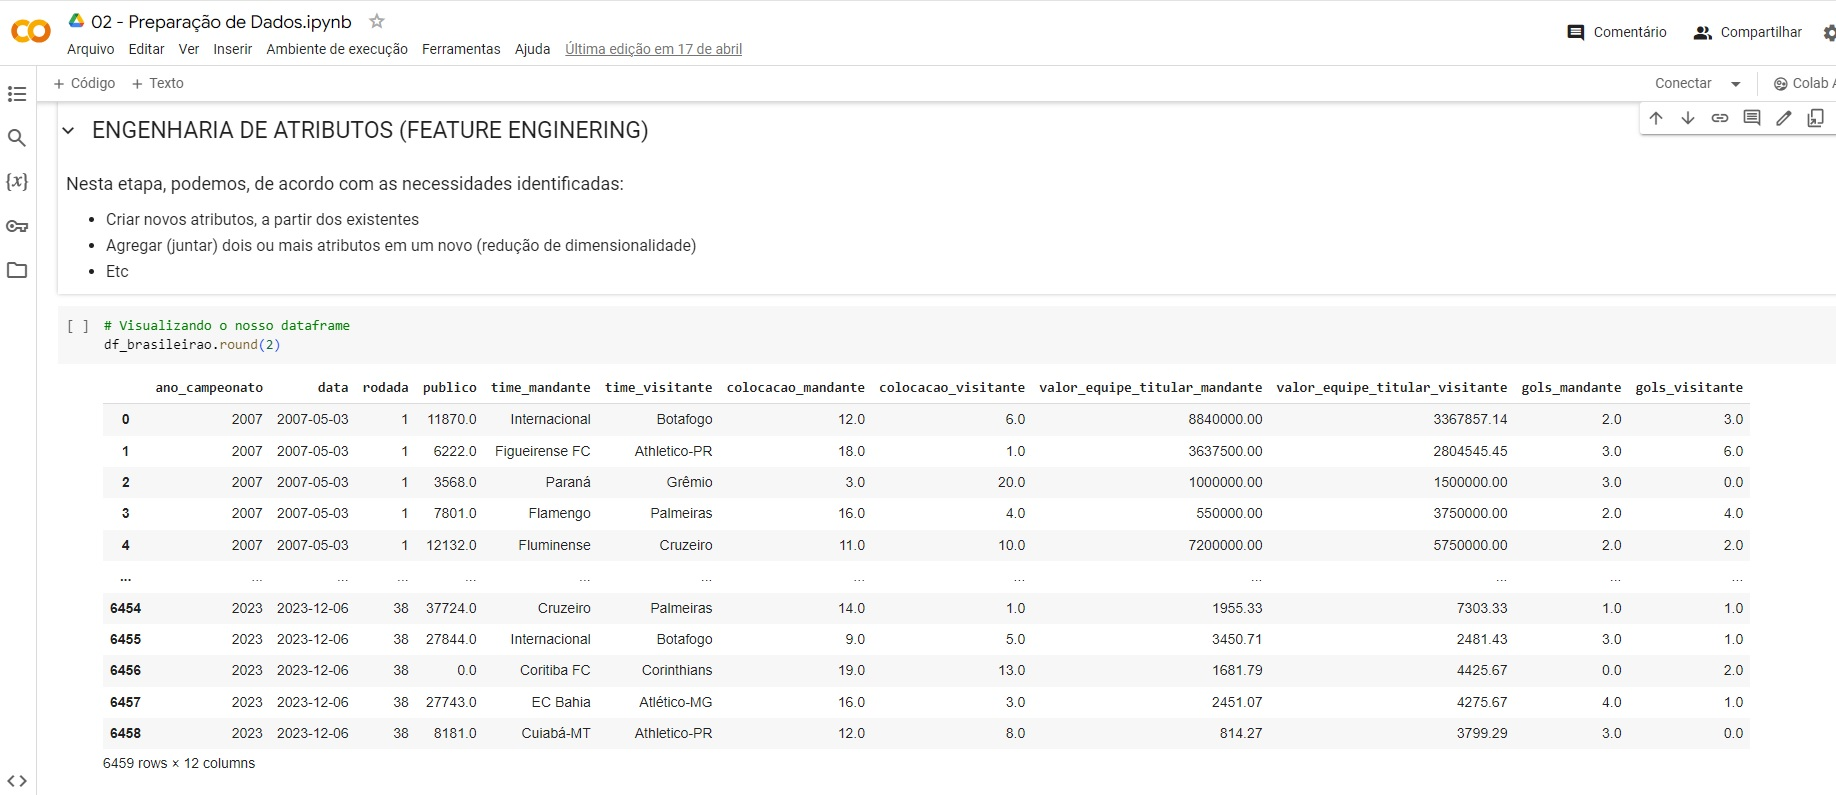 02 - Preparação de Dados.ipynb
Arquivo Editar Ver Inserir Ambiente de execução Ferramentas Ajuda Última edição em 17 de abril
Comentário Compartilhar
+ Código + Texto
Conectar Colab A
ENGENHARIA DE ATRIBUTOS (FEATURE ENGINERING)
Nesta etapa, podemos, de acordo com as necessidades identificadas:
• Criar novos atributos, a partir dos existentes
• Agregar (juntar) dois ou mais atributos em um novo (redução de dimensionalidade)
• Etc
[ ] # Visualizando o nosso dataframe
df_brasileirao.round(2)
ano_campeonato data rodada publico time_mandante time_visitante colocacao_mandante colocacao_visitante valor_equipe_titular_mandante valor_equipe_titular_visitante gols_mandante gols_visitante
0 2007 2007-05-03 1 11870.0 Internacional Botafogo 12.0 6.0 8840000.00 3367857.14 2.0 3.0
1 2007 2007-05-03 1 6222.0 Figueirense FC Athletico-PR 18.0 1.0 3637500.00 2804545.45 3.0 6.0
2 2007 2007-05-03 1 3568.0 Paraná Grêmio 3.0 20.0 1000000.00 1500000.00 3.0 0.0
3 2007 2007-05-03 1 7801.0 Flamengo Palmeiras 16.0 4.0 550000.00 3750000.00 2.0 4.0
4 2007 2007-05-03 1 12132.0 Fluminense Cruzeiro 11.0 10.0 7200000.00 5750000.00 2.0 2.0
... ... ... ... ... ... ... ... ... ... ... ... ...
6454 2023 2023-12-06 38 37724.0 Cruzeiro Palmeiras 14.0 1.0 1955.33 7303.33 1.0 1.0
6455 2023 2023-12-06 38 27844.0 Internacional Botafogo 9.0 5.0 3450.71 2481.43 3.0 1.0
6456 2023 2023-12-06 38 0.0 Coritiba FC Corinthians 19.0 13.0 1681.79 4425.67 0.0 2.0
6457 2023 2023-12-06 38 27743.0 EC Bahia Atlético-MG 16.0 3.0 2451.07 4275.67 4.0 1.0
6458 2023 2023-12-06 38 8181.0 Cuiabá-MT Athletico-PR 12.0 8.0 814.27 3799.29 3.0 0.0
6459 rows × 12 columns